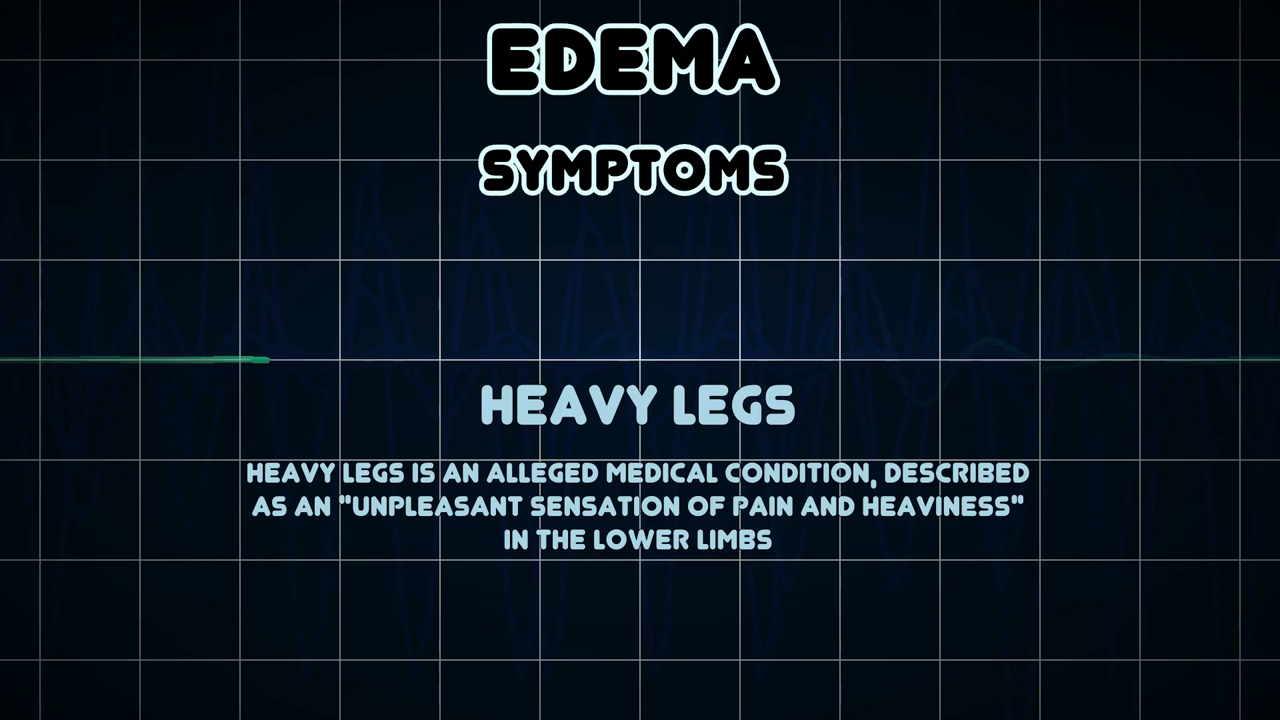 EDEMA
SYMPTOMS
HEAVY LEGS
HEAVY LEGS IS AN ALLEGED MEDICAL CONDITION, DESCRIBED
AS AN "UNPLEASANT SENSATION OF PAIN AND HEAVINESS"
IN THE LOWER LIMBS